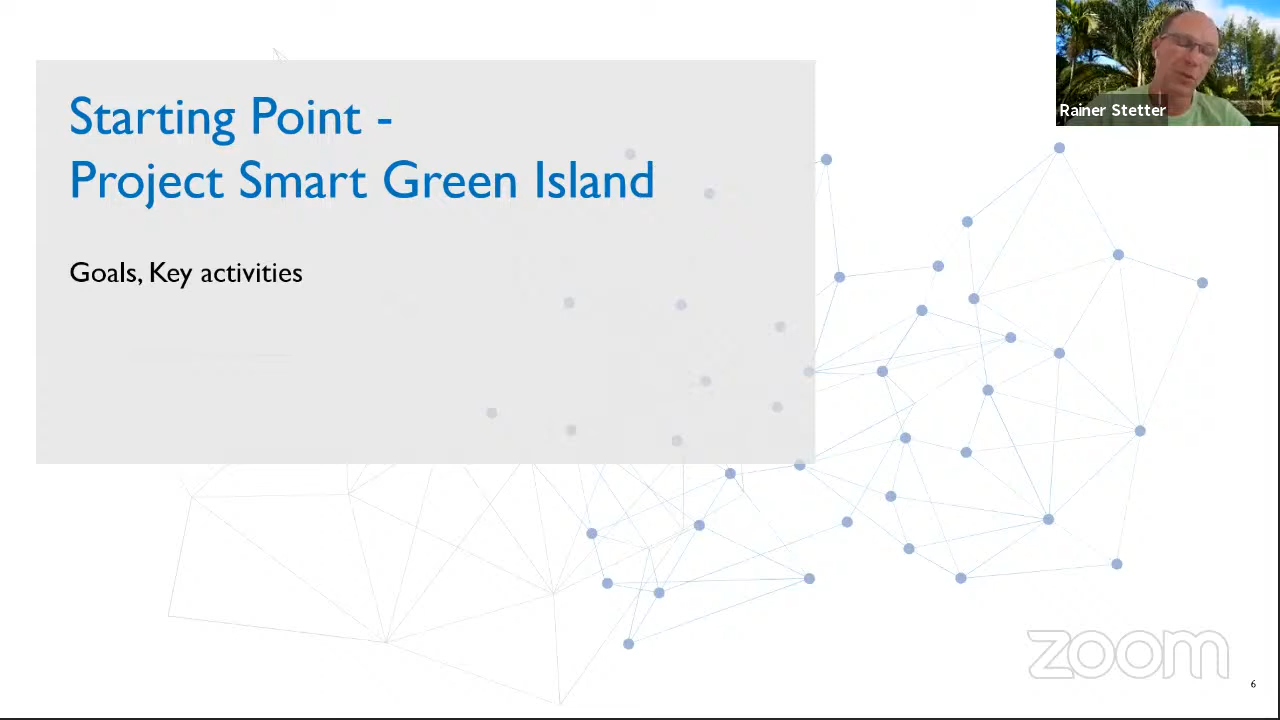 Starting Point -
Project Smart Green Island
Goals, Key activities
Rainer Stetter
zoom
6